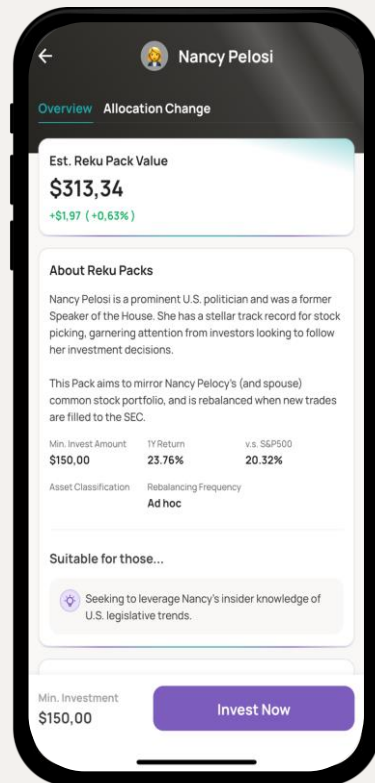 Nancy Pelosi
Overview Allocation Change
Est. Reku Pack Value
$313,34
+$1,97 (+0,63%)
About Reku Packs
Nancy Pelosi is a prominent U.S. politician and was a former
Speaker of the House. She has a stellar track record for stock
picking, garnering attention from investors looking to follow
her investment decisions.
This Pack aims to mirror Nancy Pelocy's (and spouse)
common stock portfolio, and is rebalanced when new trades
are filled to the SEC.
Min. Invest Amount 1Y Return v.s. S&P500
$150,00 23.76% 20.32%
Asset Classification Rebalancing Frequency
Ad hoc
Suitable for those...
Seeking to leverage Nancy's insider knowledge of
U.S. legislative trends.
Min. Investment
$150,00
Invest Now